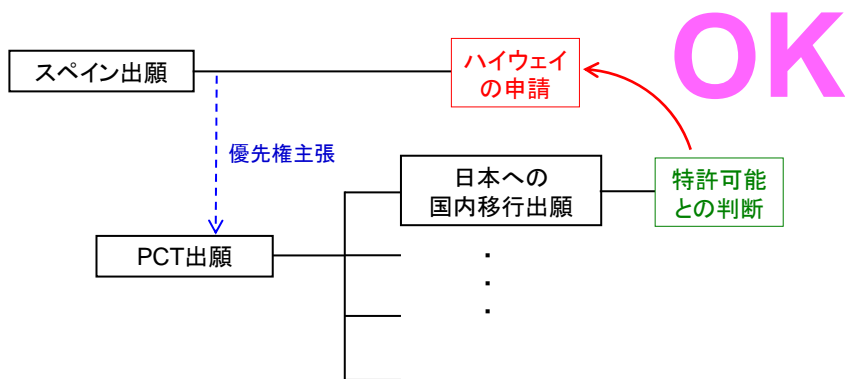 OK
スペイン出願
ハイウェイ
の申請
優先権主張
日本への
国内移行出願
特許可能
との判断
PCT出願